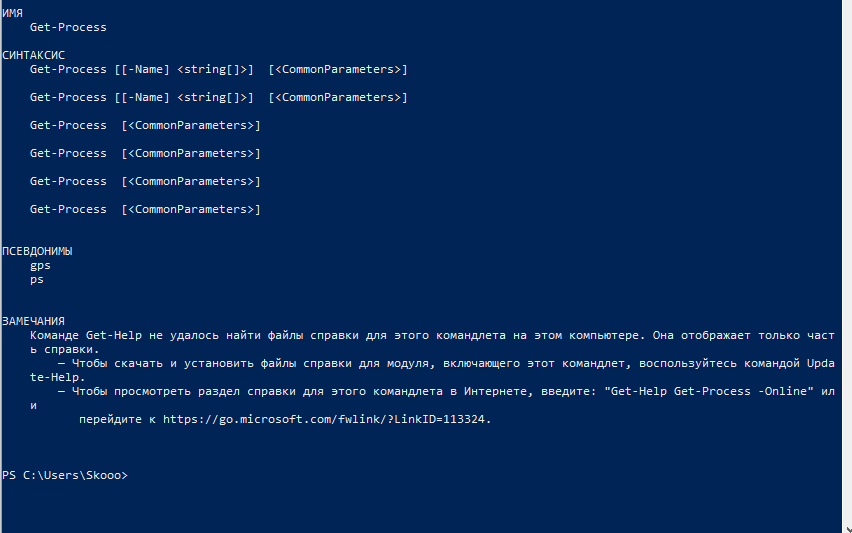 ИМЯ
Get-Process
СИНТАКСИС
Get-Process [[-Name] <string[]>]  [<CommonParameters>]
Get-Process [[-Name] <string[]>]  [<CommonParameters>]
Get-Process  [<CommonParameters>]
Get-Process  [<CommonParameters>]
Get-Process  [<CommonParameters>]
Get-Process  [<CommonParameters>]
ПСЕВДОНИМЫ
gps
ps
ЗАМЕЧАНИЯ
Команде Get-Help не удалось найти файлы справки для этого командлета на этом компьютере. Она отображает только част
ь справки.
— Чтобы скачать и установить файлы справки для модуля, включающего этот командлет, воспользуйтесь командой Upda
te-Help.
— Чтобы просмотреть раздел справки для этого командлета в Интернете, введите: "Get-Help Get-Process -Online" ил
и
перейдите к https://go.microsoft.com/fwlink/?LinkID=113324.
PS C:\Users\Skooo>